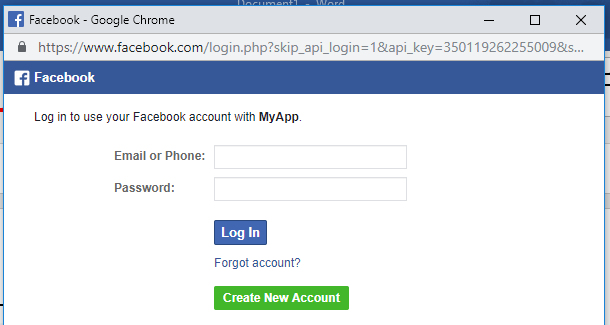 Document1 - Word
Facebook - Google Chrome
https://www.facebook.com/login.php?skip_api_login=1&api_key=350119262255009&s...
Facebook
Log in to use your Facebook account with MyApp.
Email or Phone:
Password:
Log In
Forgot account?
Create New Account